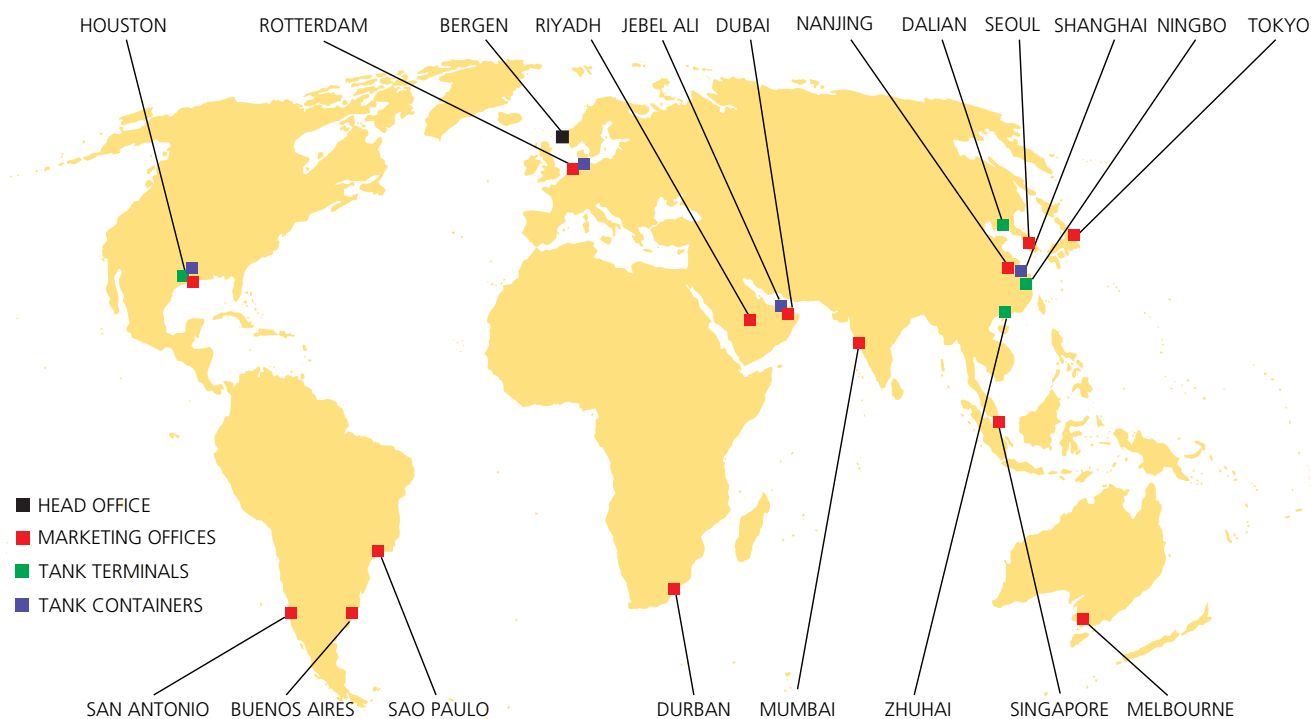 HOUSTON
ROTTERDAM
BERGEN
RIYADH
JEBEL ALI
DUBAI
NANJING
DALIAN
SEOUL
SHANGHAI
NINGBO
TOKYO
HEAD OFFICE
MARKETING OFFICES
TANK TERMINALS
TANK CONTAINERS
SAN ANTONIO
BUENOS AIRES
SAO PAULO
DURBAN
MUMBAI
ZHUHAI
SINGAPORE
MELBOURNE